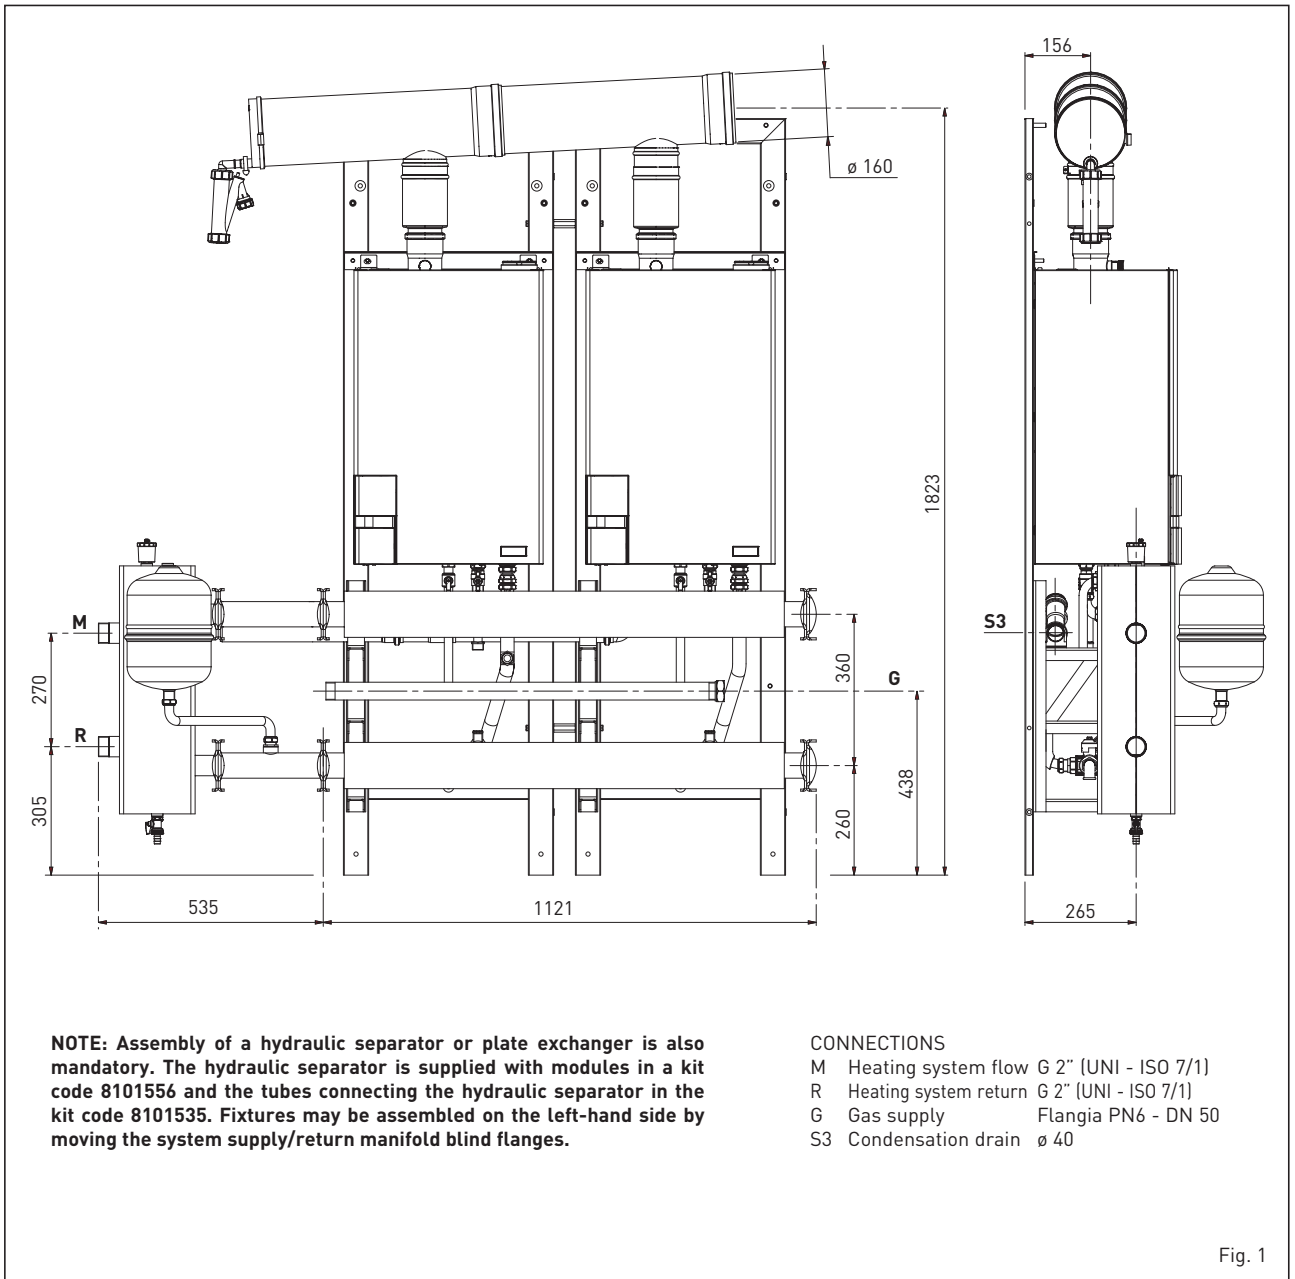 156
ø 160
1823
M
S3
270
360
G
R
305
438
260
535
1121
265
NOTE: Assembly of a hydraulic separator or plate exchanger is also
mandatory. The hydraulic separator is supplied with modules in a kit
code 8101556 and the tubes connecting the hydraulic separator in the
kit code 8101535. Fixtures may be assembled on the left-hand side by
moving the system supply/return manifold blind flanges.
CONNECTIONS
M Heating system flow G 2” (UNI - ISO 7/1)
R Heating system return G 2” (UNI - ISO 7/1)
G Gas supply Flangia PN6 - DN 50
S3 Condensation drain ø 40
Fig. 1